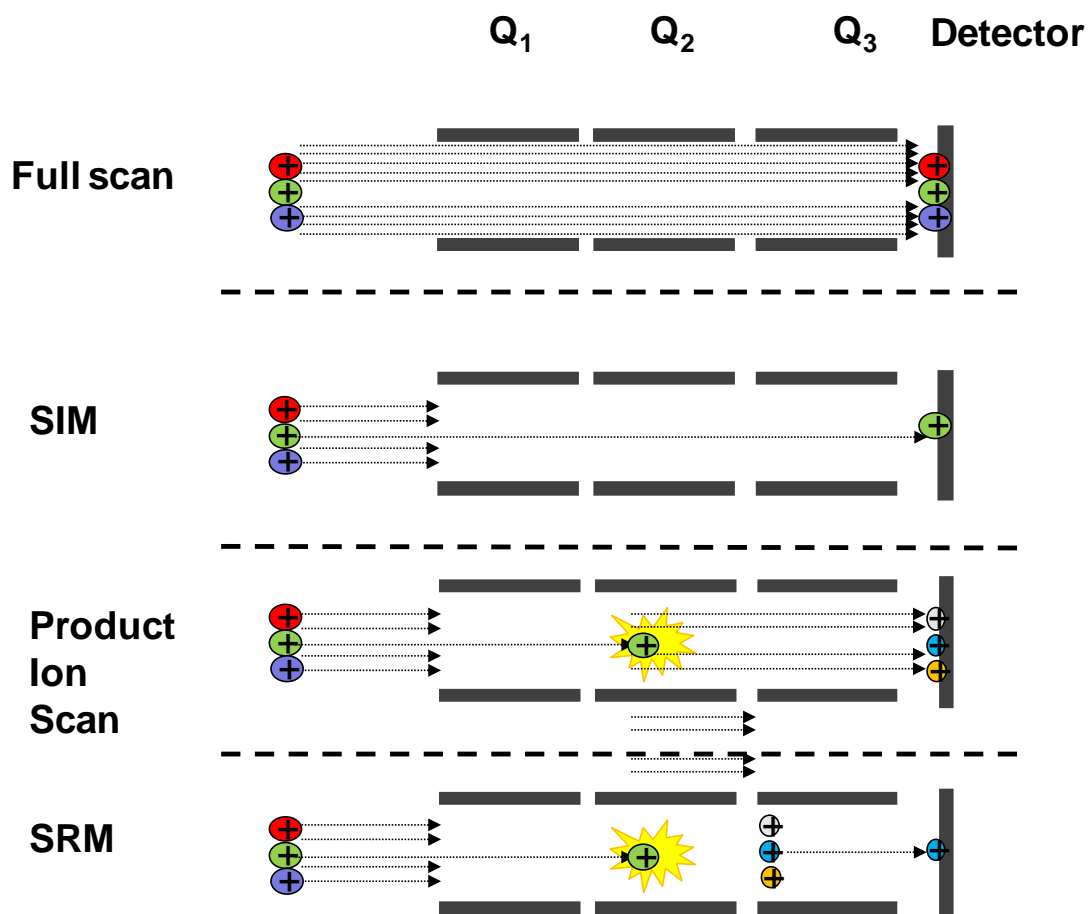 Q₁ Q₂ Q₃ Detector
Full scan
+ + 
+ +
+ +
SIM
+
+ +
+
Product
Ion
Scan
+ +
+ + +
+ +
SRM
+ +
+ + + +
+ +